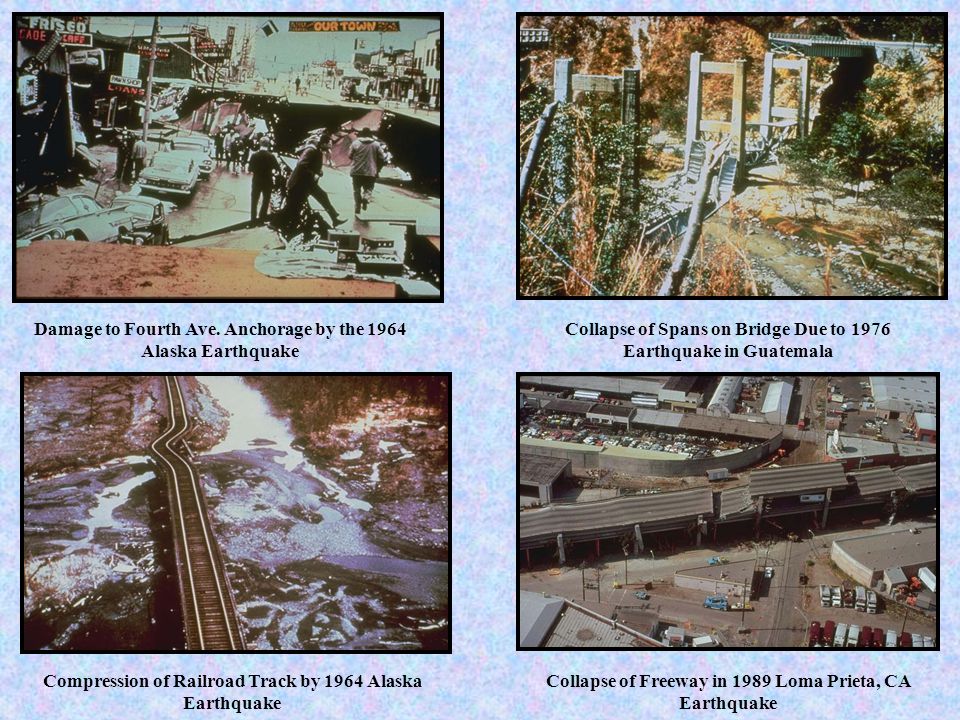 FRISCO
CAFE
OUR TOWN
LOANS
Damage to Fourth Ave. Anchorage by the 1964
Alaska Earthquake
Collapse of Spans on Bridge Due to 1976
Earthquake in Guatemala
Compression of Railroad Track by 1964 Alaska
Earthquake
Collapse of Freeway in 1989 Loma Prieta, CA
Earthquake